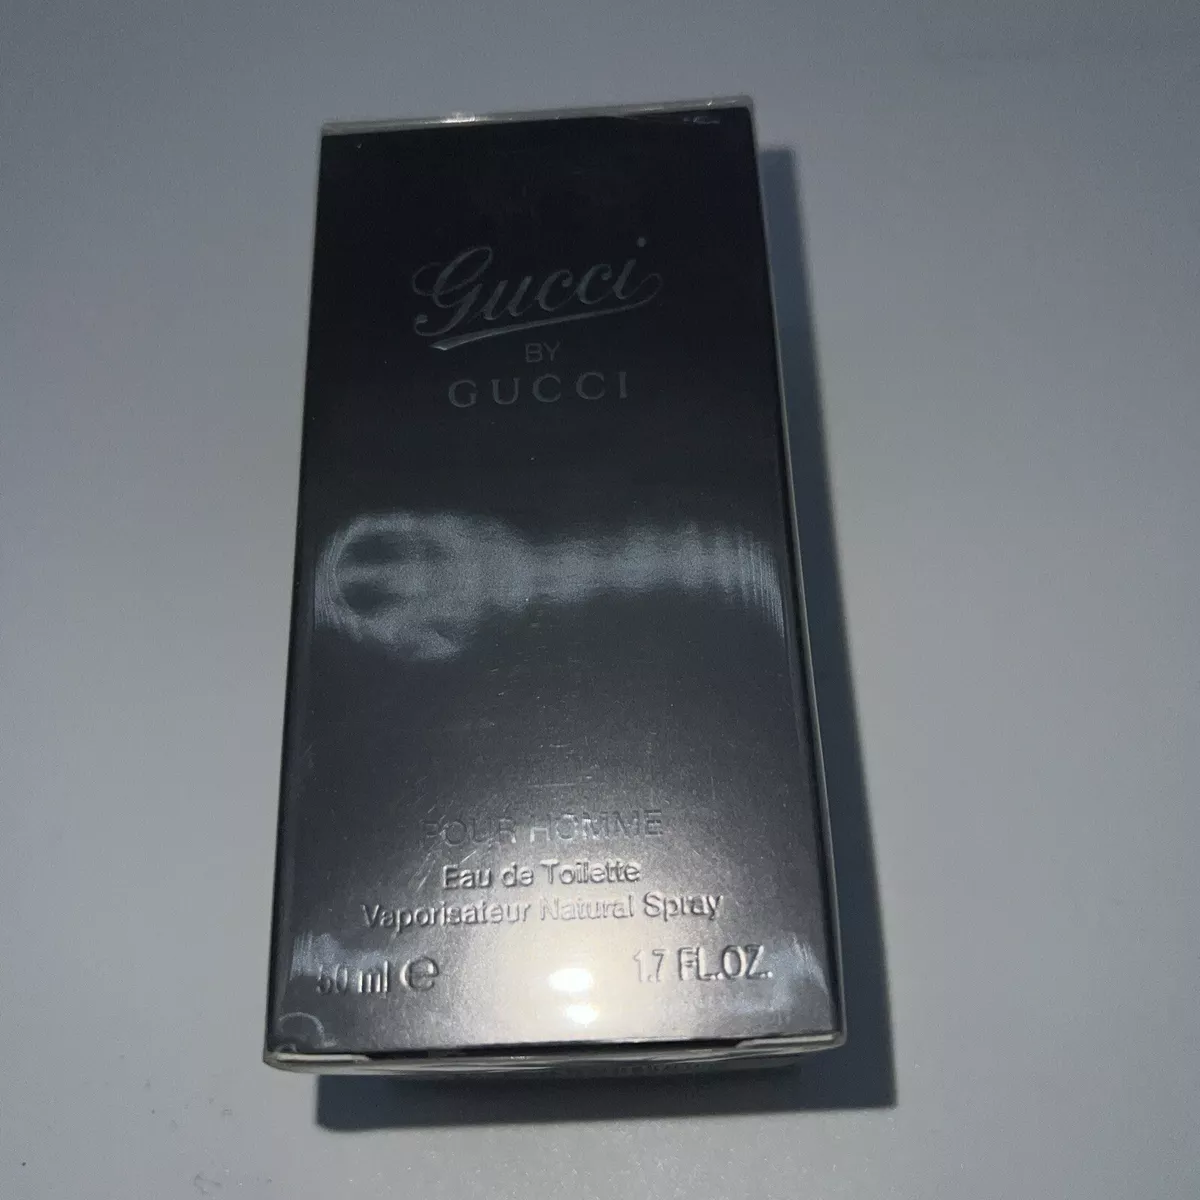 Gucci
BY
GUCCI
POUR HOMME
Eau de Toilette
Vaporisateur Natural Spray
50 ml ℮ 1.7 FL.OZ.